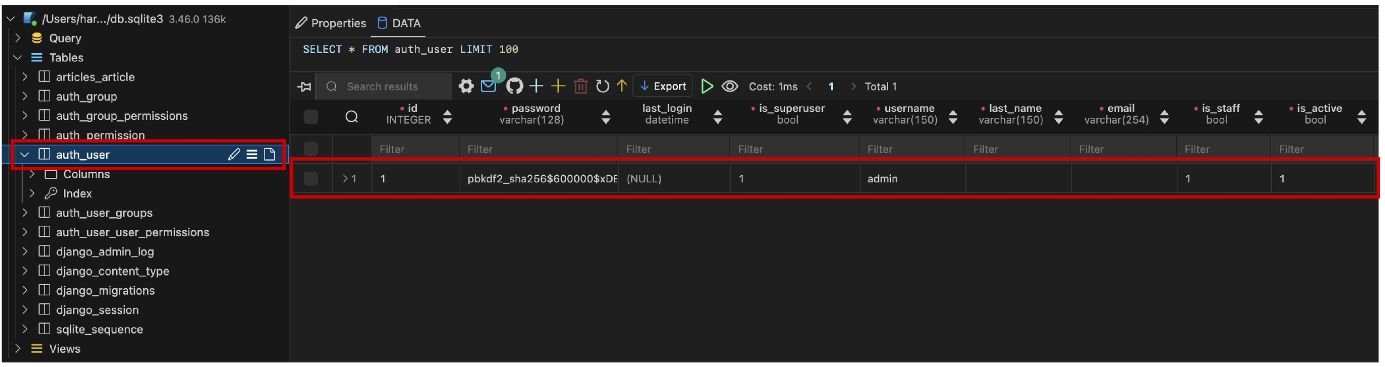 /Users/har.../db.sqlite3 3.46.0 136k
Query
Tables
articles_article
auth_group
auth_group_permissions
auth_permission
auth_user
Columns
Index
auth_user_groups
auth_user_user_permissions
django_admin_log
django_content_type
django_migrations
django_session
sqlite_sequence
Views
Properties DATA
SELECT * FROM auth_user LIMIT 100
Search results 1 Export Cost: 1ms 1 Total 1
* id * password last_login * is_superuser * username * last_name * email * is_staff * is_active
INTEGER varchar(128) datetime bool varchar(150) varchar(150) varchar(254) bool bool
Filter Filter Filter Filter Filter Filter Filter Filter Filter
1 1 pbkdf2_sha256$600000$xDE (NULL) 1 admin 1 1